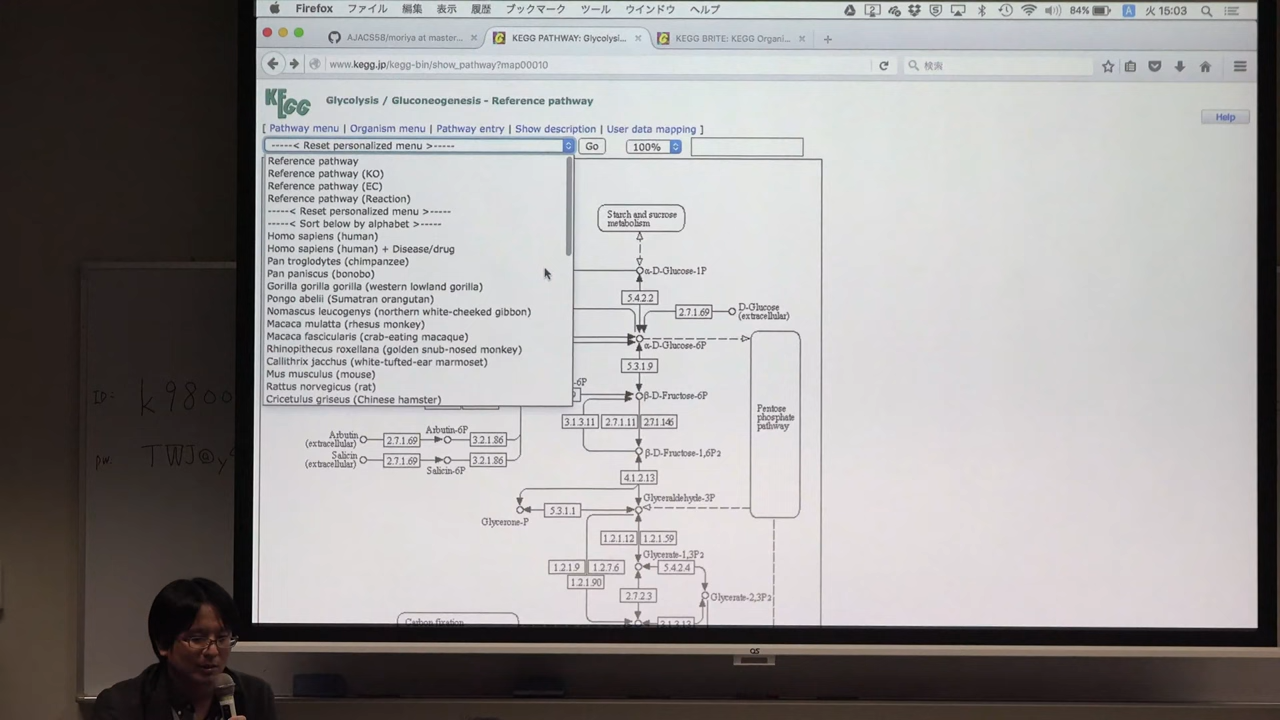 Firefox ファイル 編集 表示 履歴 ブックマーク ツール ウインドウ ヘルプ 84% A 火 15:03
AJACS58/moriya at master... × KEGG PATHWAY: Glycolysi... × KEGG BRITE: KEGG Organi... × +
www.kegg.jp/kegg-bin/show_pathway?map00010 検索
KEGG Glycolysis / Gluconeogenesis - Reference pathway
Help
[ Pathway menu | Organism menu | Pathway entry | Show description | User data mapping ]
-----< Reset personalized menu >----- Go 100%
Reference pathway
Reference pathway (KO)
Reference pathway (EC)
Reference pathway (Reaction)
-----< Reset personalized menu >-----
-----< Sort below by alphabet >-----
Homo sapiens (human)
Homo sapiens (human) + Disease/drug
Pan troglodytes (chimpanzee)
Pan paniscus (bonobo)
Gorilla gorilla gorilla (western lowland gorilla)
Pongo abelii (Sumatran orangutan)
Nomascus leucogenys (northern white-cheeked gibbon)
Macaca mulatta (rhesus monkey)
Macaca fascicularis (crab-eating macaque)
Rhinopithecus roxellana (golden snub-nosed monkey)
Callithrix jacchus (white-tufted-ear marmoset)
Mus musculus (mouse)
Rattus norvegicus (rat)
Cricetulus griseus (Chinese hamster)
Starch and sucrose
metabolism
α-D-Glucose-1P
5.4.2.2
2.7.1.69
D-Glucose
(extracellular)
α-D-Glucose-6P
5.3.1.9
-6P
β-D-Fructose-6P
3.1.3.11 2.7.1.11 2.7.1.146
Pentose
phosphate
pathway
Arbutin
(extracellular)
2.7.1.69
Arbutin-6P
3.2.1.86
Salicin
(extracellular)
2.7.1.69
Salicin-6P
3.2.1.86
β-D-Fructose-1,6P2
4.1.2.13
Glyceraldehyde-3P
5.3.1.1
Glycerone-P
1.2.1.12 1.2.1.59
Glycerate-1,3P2
1.2.1.9 1.2.7.6
5.4.2.4
1.2.1.90
2.7.2.3
Glycerate-2,3P2
Carbon fixation
3.1.3.13
ID: k9800
pw. TWJ@y